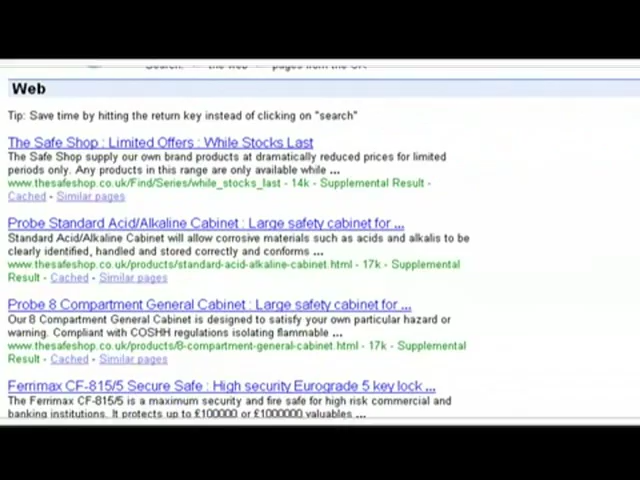 Web
Tip: Save time by hitting the return key instead of clicking on "search"
The Safe Shop : Limited Offers : While Stocks Last
The Safe Shop supply our own brand products at dramatically reduced prices for limited
periods only. Any products in this range are only available while ...
www.thesafeshop.co.uk/Find/Series/while_stocks_last - 14k - Supplemental Result -
Cached - Similar pages
Probe Standard Acid/Alkaline Cabinet : Large safety cabinet for ...
Standard Acid/Alkaline Cabinet will allow corrosive materials such as acids and alkalis to be
clearly identified, handled and stored correctly and conforms ...
www.thesafeshop.co.uk/products/standard-acid-alkaline-cabinet.html - 17k - Supplemental
Result - Cached - Similar pages
Probe 8 Compartment General Cabinet : Large safety cabinet for ...
Our 8 Compartment General Cabinet is designed to satisfy your own particular hazard or
warning. Compliant with COSHH regulations isolating flammable ...
www.thesafeshop.co.uk/products/8-compartment-general-cabinet.html - 17k - Supplemental
Result - Cached - Similar pages
Ferrimax CF-815/5 Secure Safe : High security Eurograde 5 key lock ...
The Ferrimax CF-815/5 is a maximum security and fire safe for high risk commercial and
banking institutions. It protects up to £100000 or £1000000 valuables ...